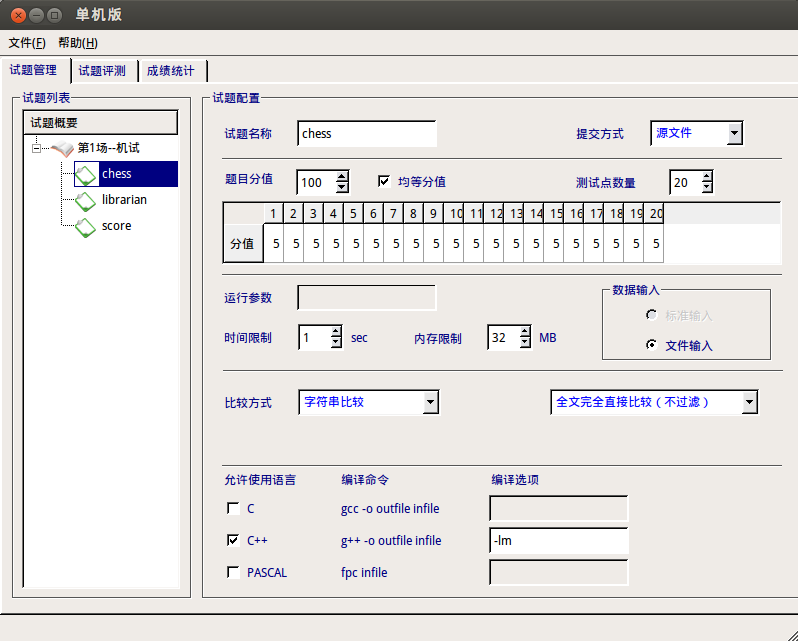 单机版
文件(F) 帮助(H)
试题管理 试题评测 成绩统计
试题列表
试题概要
第1场--机试
chess
librarian
score
试题配置
试题名称 chess 提交方式 源文件
题目分值 100 均等分值 测试点数量 20
1 2 3 4 5 6 7 8 9 10 11 12 13 14 15 16 17 18 19 20
分值 5 5 5 5 5 5 5 5 5 5 5 5 5 5 5 5 5 5 5 5
运行参数
时间限制 1 sec 内存限制 32 MB
数据输入
标准输入
文件输入
比较方式 字符串比较 全文完全直接比较（不过滤）
允许使用语言 编译命令 编译选项
C gcc -o outfile infile
C++ g++ -o outfile infile -lm
PASCAL fpc infile